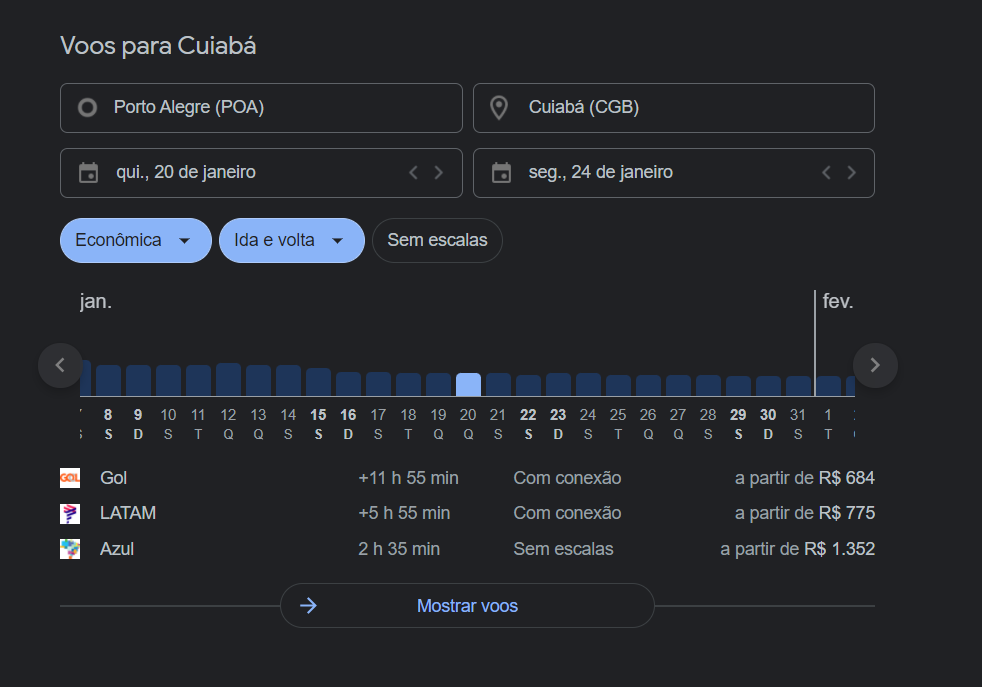 Voos para Cuiabá
Porto Alegre (POA) Cuiabá (CGB)
qui., 20 de janeiro seg., 24 de janeiro
Econômica Ida e volta Sem escalas
jan. fev.
8 9 10 11 12 13 14 15 16 17 18 19 20 21 22 23 24 25 26 27 28 29 30 31 1
S D S T Q Q S S D S T Q Q S S D S T Q Q S S D S T
GOL Gol +11 h 55 min Com conexão a partir de R$ 684
LATAM +5 h 55 min Com conexão a partir de R$ 775
Azul 2 h 35 min Sem escalas a partir de R$ 1.352
Mostrar voos